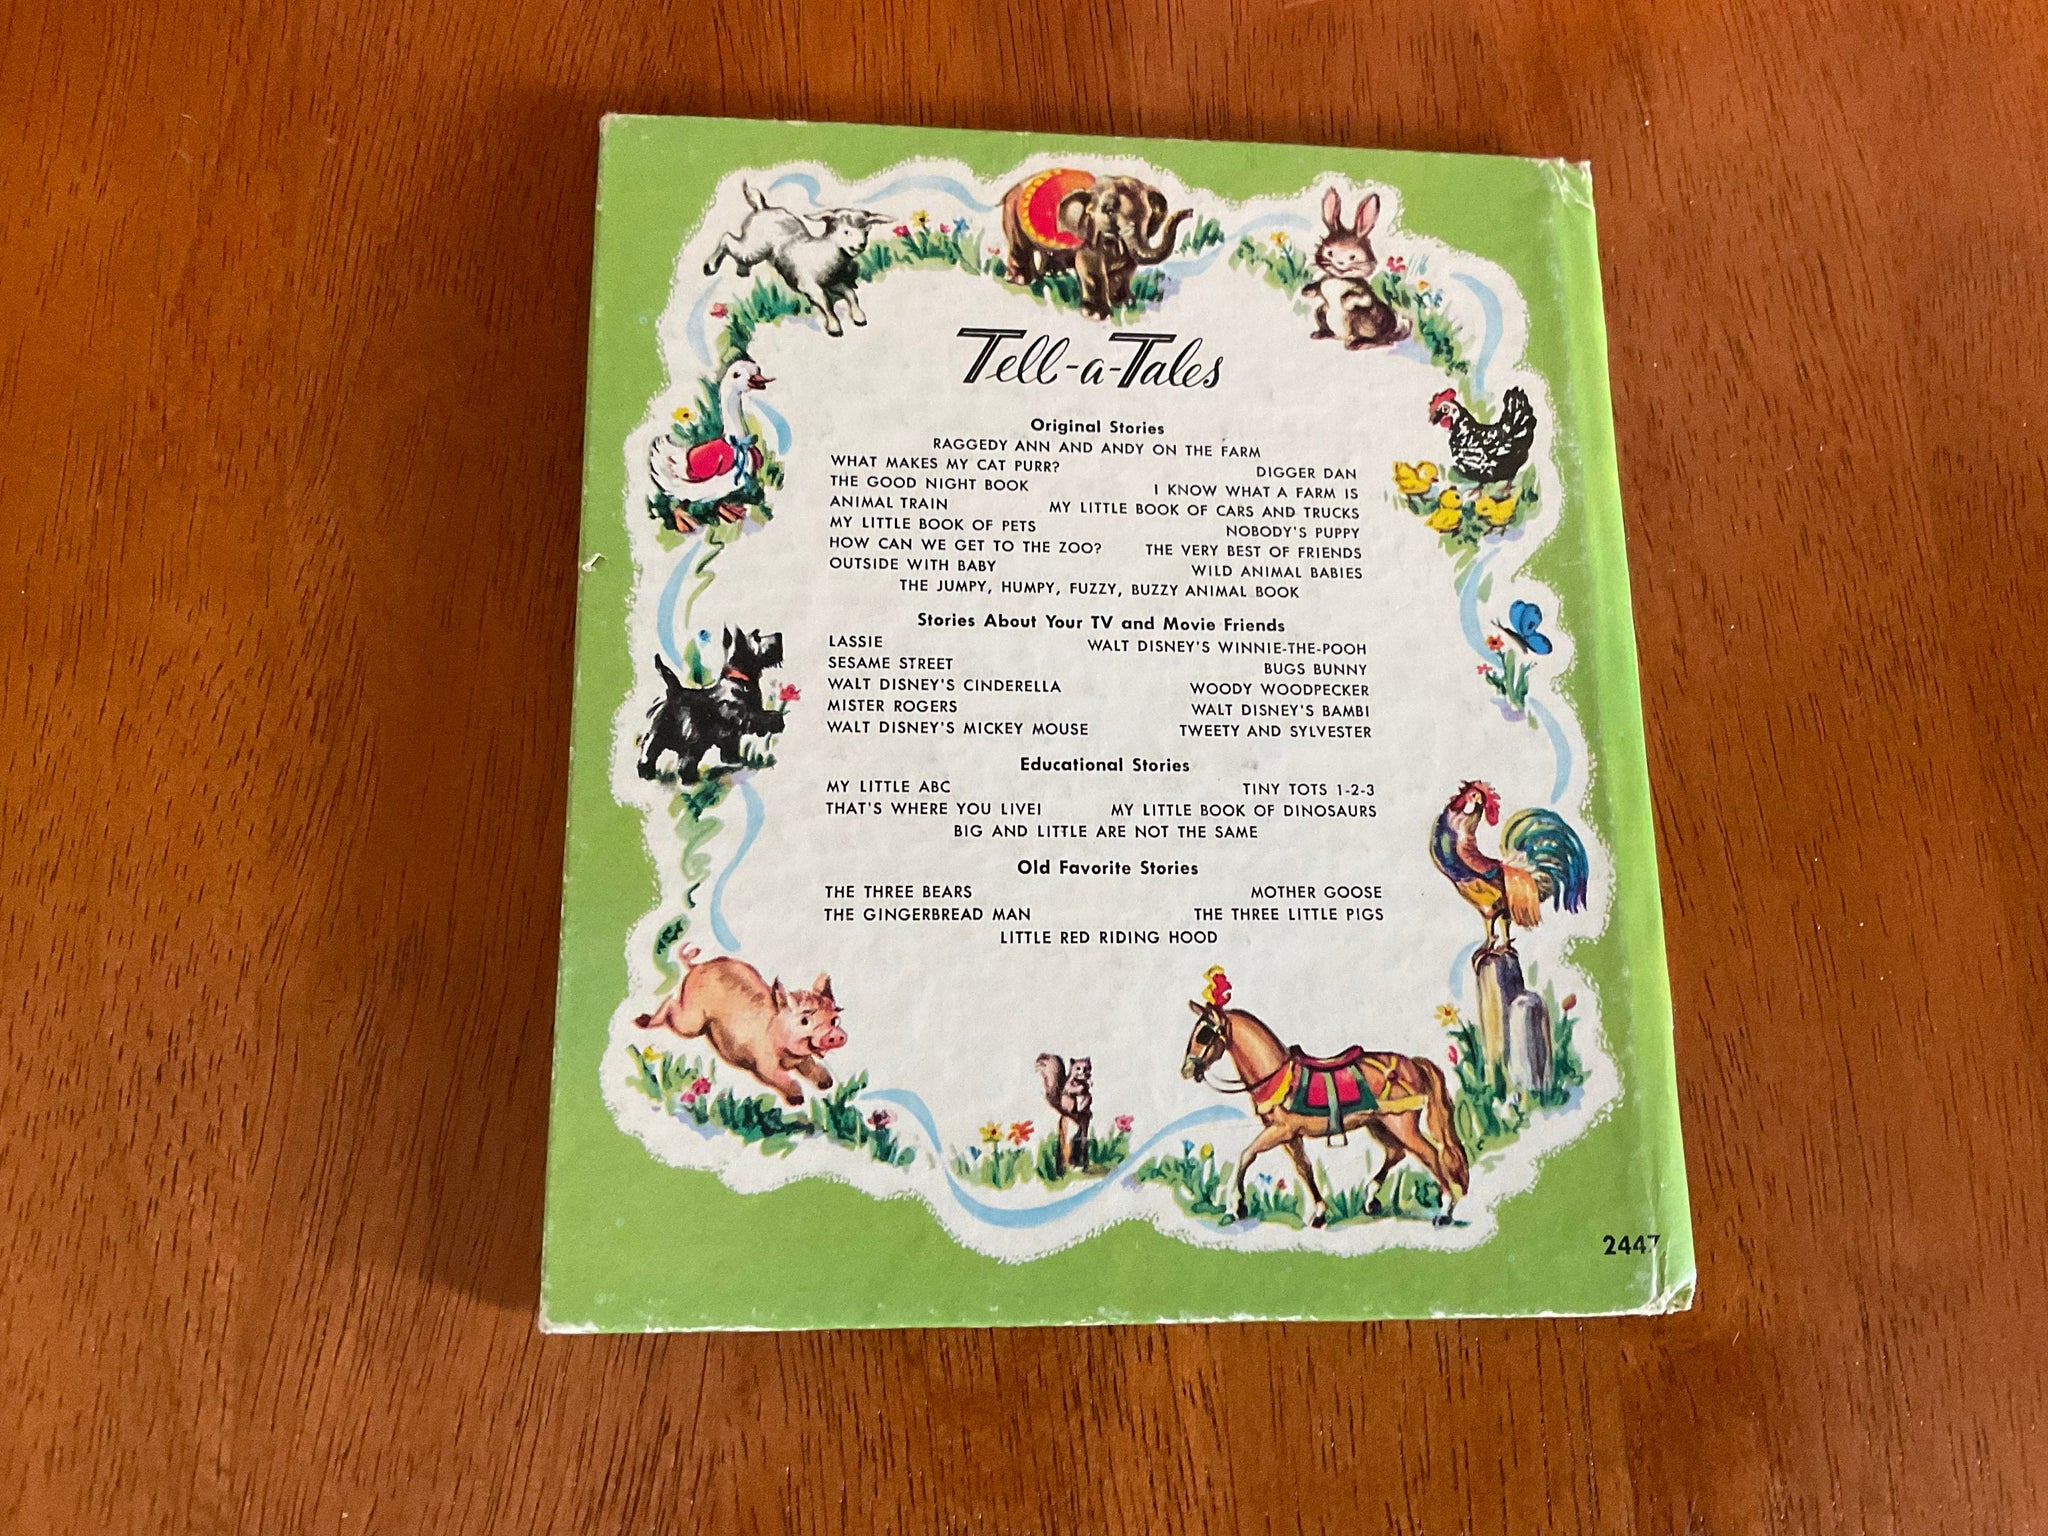 Tell-a-Tales
Original Stories
RAGGEDY ANN AND ANDY ON THE FARM
WHAT MAKES MY CAT PURR? DIGGER DAN
THE GOOD NIGHT BOOK I KNOW WHAT A FARM IS
ANIMAL TRAIN MY LITTLE BOOK OF CARS AND TRUCKS
MY LITTLE BOOK OF PETS NOBODY'S PUPPY
HOW CAN WE GET TO THE ZOO? THE VERY BEST OF FRIENDS
OUTSIDE WITH BABY WILD ANIMAL BABIES
THE JUMPY, HUMPY, FUZZY, BUZZY ANIMAL BOOK
Stories About Your TV and Movie Friends
LASSIE WALT DISNEY'S WINNIE-THE-POOH
SESAME STREET BUGS BUNNY
WALT DISNEY'S CINDERELLA WOODY WOODPECKER
MISTER ROGERS WALT DISNEY'S BAMBI
WALT DISNEY'S MICKEY MOUSE TWEETY AND SYLVESTER
Educational Stories
MY LITTLE ABC TINY TOTS 1-2-3
THAT'S WHERE YOU LIVE! MY LITTLE BOOK OF DINOSAURS
BIG AND LITTLE ARE NOT THE SAME
Old Favorite Stories
THE THREE BEARS MOTHER GOOSE
THE GINGERBREAD MAN THE THREE LITTLE PIGS
LITTLE RED RIDING HOOD
2447